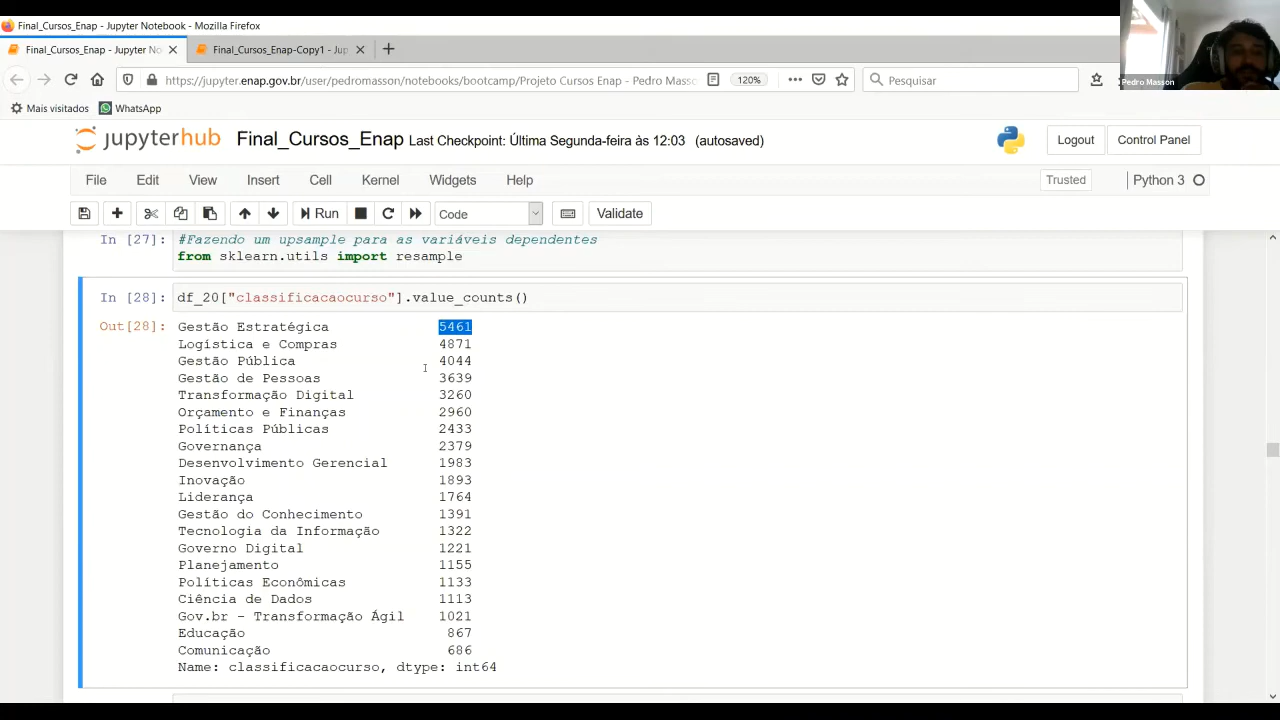 Final_Cursos_Enap - Jupyter Notebook - Mozilla Firefox
Final_Cursos_Enap - Jupyter No
Final_Cursos_Enap-Copy1 - Jup
https://jupyter.enap.gov.br/user/pedromasson/notebooks/bootcamp/Projeto Cursos Enap - Pedro Masso
120%
Pesquisar
Pedro Masson
Mais visitados
WhatsApp
jupyterhub
Final_Cursos_Enap Last Checkpoint: Última Segunda-feira às 12:03 (autosaved)
Logout
Control Panel
File Edit View Insert Cell Kernel Widgets Help
Trusted
Python 3
Run
Code
Validate
In [27]: #Fazendo um upsample para as variáveis dependentes
from sklearn.utils import resample
In [28]: df_20["classificacaocurso"].value_counts()
Out[28]: Gestão Estratégica 5461
Logística e Compras 4871
Gestão Pública 4044
Gestão de Pessoas 3639
Transformação Digital 3260
Orçamento e Finanças 2960
Políticas Públicas 2433
Governança 2379
Desenvolvimento Gerencial 1983
Inovação 1893
Liderança 1764
Gestão do Conhecimento 1391
Tecnologia da Informação 1322
Governo Digital 1221
Planejamento 1155
Políticas Econômicas 1133
Ciência de Dados 1113
Gov.br - Transformação Ágil 1021
Educação 867
Comunicação 686
Name: classificacaocurso, dtype: int64